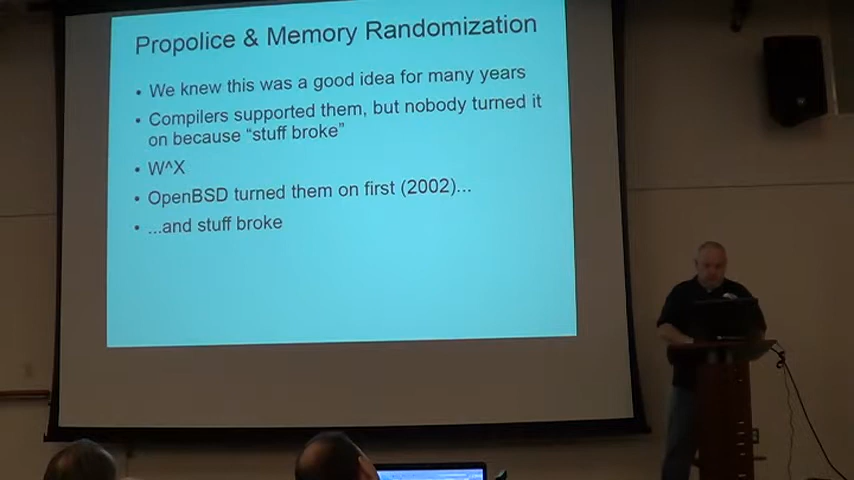 Propolice & Memory Randomization
• We knew this was a good idea for many years
• Compilers supported them, but nobody turned it
on because "stuff broke"
• W^X
• OpenBSD turned them on first (2002)...
• ...and stuff broke